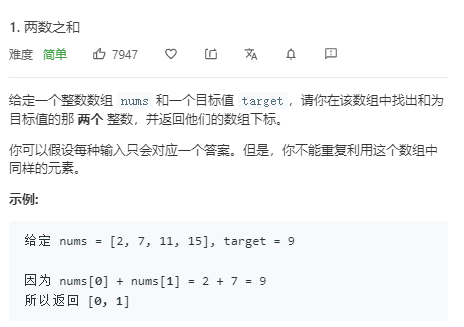 1. 两数之和
难度 简单 7947
给定一个整数数组 nums 和一个目标值 target，请你在该数组中找出和为
目标值的那 两个 整数，并返回他们的数组下标。
你可以假设每种输入只会对应一个答案。但是，你不能重复利用这个数组中
同样的元素。
示例:
给定 nums = [2, 7, 11, 15], target = 9
因为 nums[0] + nums[1] = 2 + 7 = 9
所以返回 [0, 1]